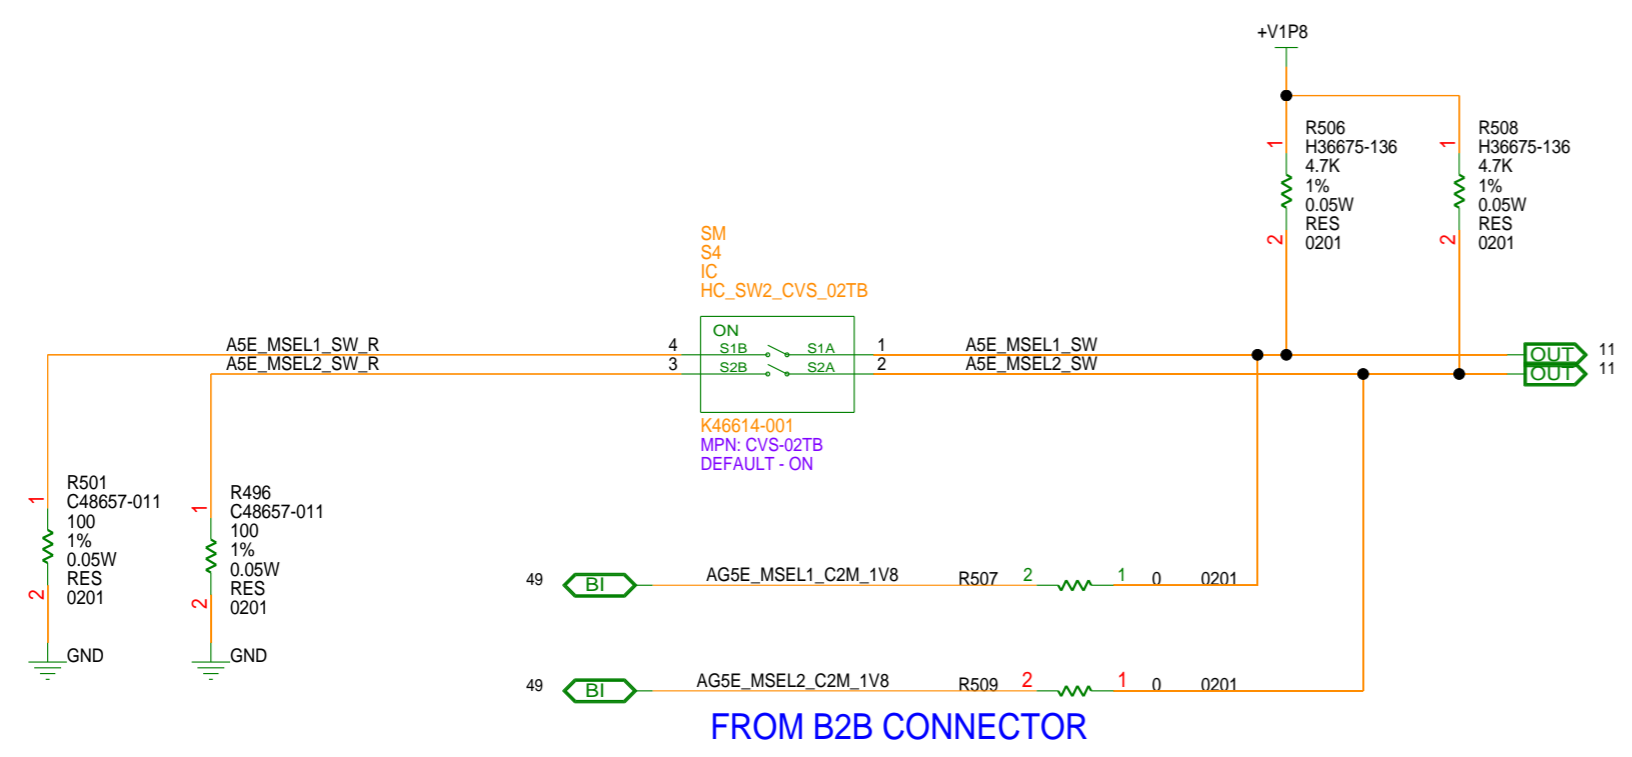 +V1P8
1
R506
H36675-136
4.7K
1%
0.05W
RES
0201
2
1
R508
H36675-136
4.7K
1%
0.05W
RES
0201
2
SM
S4
IC
HC_SW2_CVS_02TB
ON
A5E_MSEL1_SW_R 4 S1B S1A 1 A5E_MSEL1_SW OUT 11
A5E_MSEL2_SW_R 3 S2B S2A 2 A5E_MSEL2_SW OUT 11
K46614-001
MPN: CVS-02TB
DEFAULT - ON
1
R501
C48657-011
100
1%
0.05W
RES
0201
2
GND
1
R496
C48657-011
100
1%
0.05W
RES
0201
2
GND
49 BI AG5E_MSEL1_C2M_1V8 R507 2 1 0 0201
49 BI AG5E_MSEL2_C2M_1V8 R509 2 1 0 0201
FROM B2B CONNECTOR